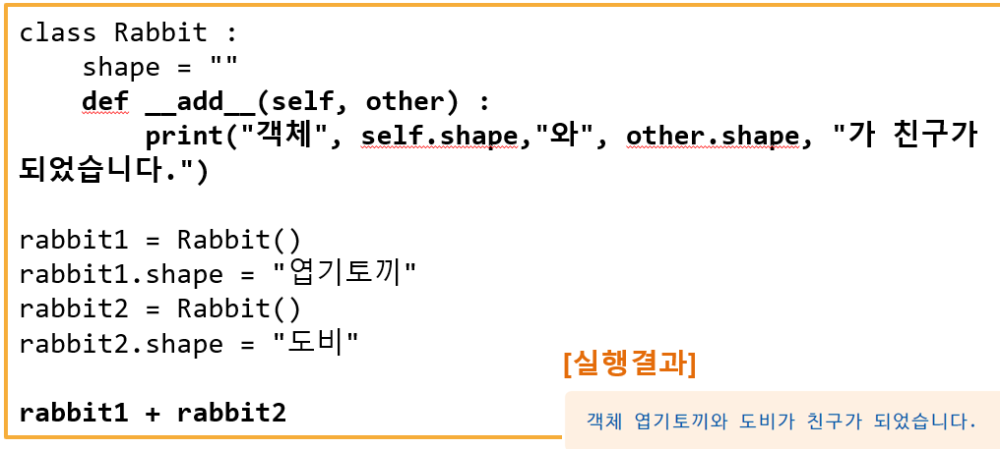 class Rabbit :
    shape = ""
    def __add__(self, other) :
        print("객체", self.shape,"와", other.shape, "가 친구가
되었습니다.")
rabbit1 = Rabbit()
rabbit1.shape = "엽기토끼"
rabbit2 = Rabbit()
rabbit2.shape = "도비"
rabbit1 + rabbit2
[실행결과]
객체 엽기토끼와 도비가 친구가 되었습니다.